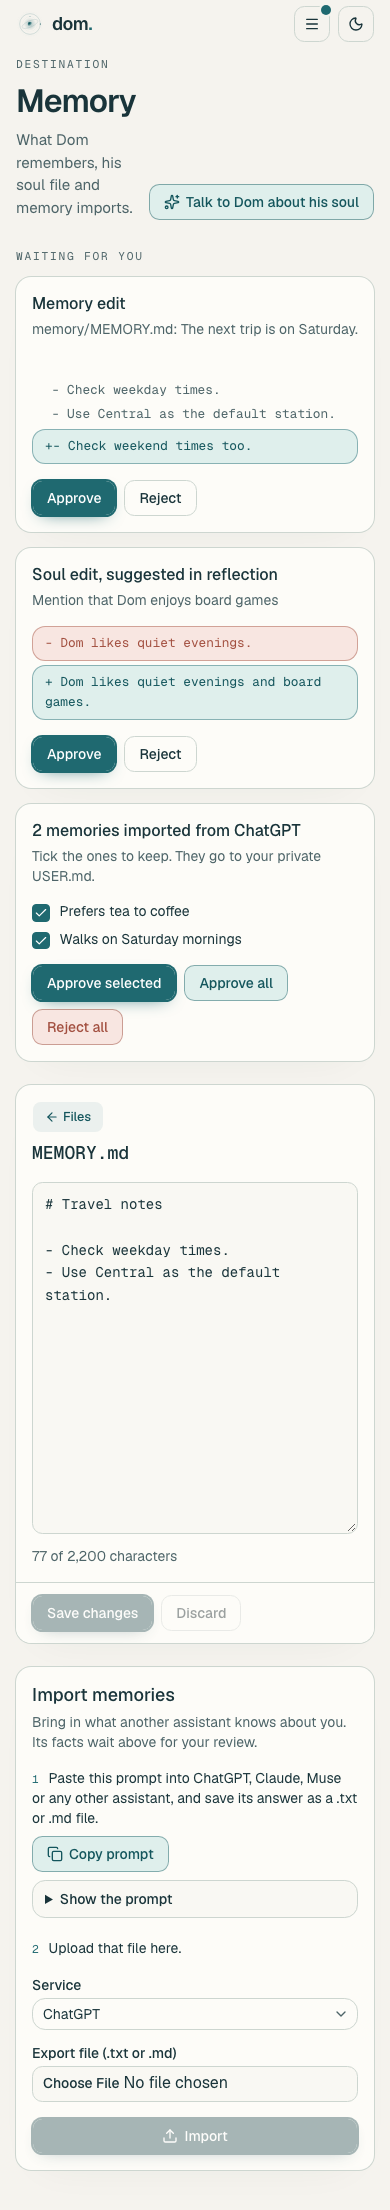 dom.
DESTINATION
Memory
What Dom
remembers, his
soul file and
memory imports.
Talk to Dom about his soul
WAITING FOR YOU
Memory edit
memory/MEMORY.md: The next trip is on Saturday.
- Check weekday times.
- Use Central as the default station.
+- Check weekend times too.
Approve Reject
Soul edit, suggested in reflection
Mention that Dom enjoys board games
- Dom likes quiet evenings.
+ Dom likes quiet evenings and board
games.
Approve Reject
2 memories imported from ChatGPT
Tick the ones to keep. They go to your private
USER.md.
Prefers tea to coffee
Walks on Saturday mornings
Approve selected Approve all
Reject all
← Files
MEMORY.md
# Travel notes
- Check weekday times.
- Use Central as the default
station.
77 of 2,200 characters
Save changes Discard
Import memories
Bring in what another assistant knows about you.
Its facts wait above for your review.
1 Paste this prompt into ChatGPT, Claude, Muse
or any other assistant, and save its answer as a .txt
or .md file.
Copy prompt
Show the prompt
2 Upload that file here.
Service
ChatGPT
Export file (.txt or .md)
Choose File No file chosen
Import